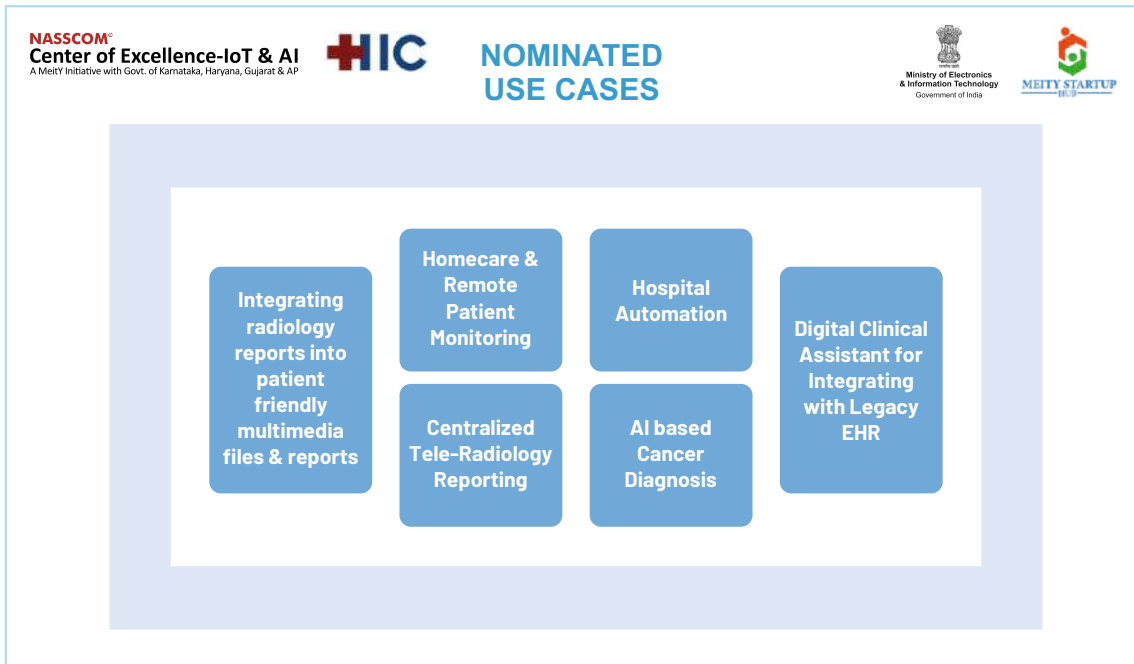 NASSCOM®
Center of Excellence-IoT & AI
A MeitY Initiative with Govt. of Karnataka, Haryana, Gujarat & AP
HIC
NOMINATED
USE CASES
Ministry of Electronics
& Information Technology
Government of India
MEITY STARTUP
HUB
Integrating
radiology
reports into
patient
friendly
multimedia
files & reports
Homecare &
Remote
Patient
Monitoring
Centralized
Tele-Radiology
Reporting
Hospital
Automation
AI based
Cancer
Diagnosis
Digital Clinical
Assistant for
Integrating
with Legacy
EHR